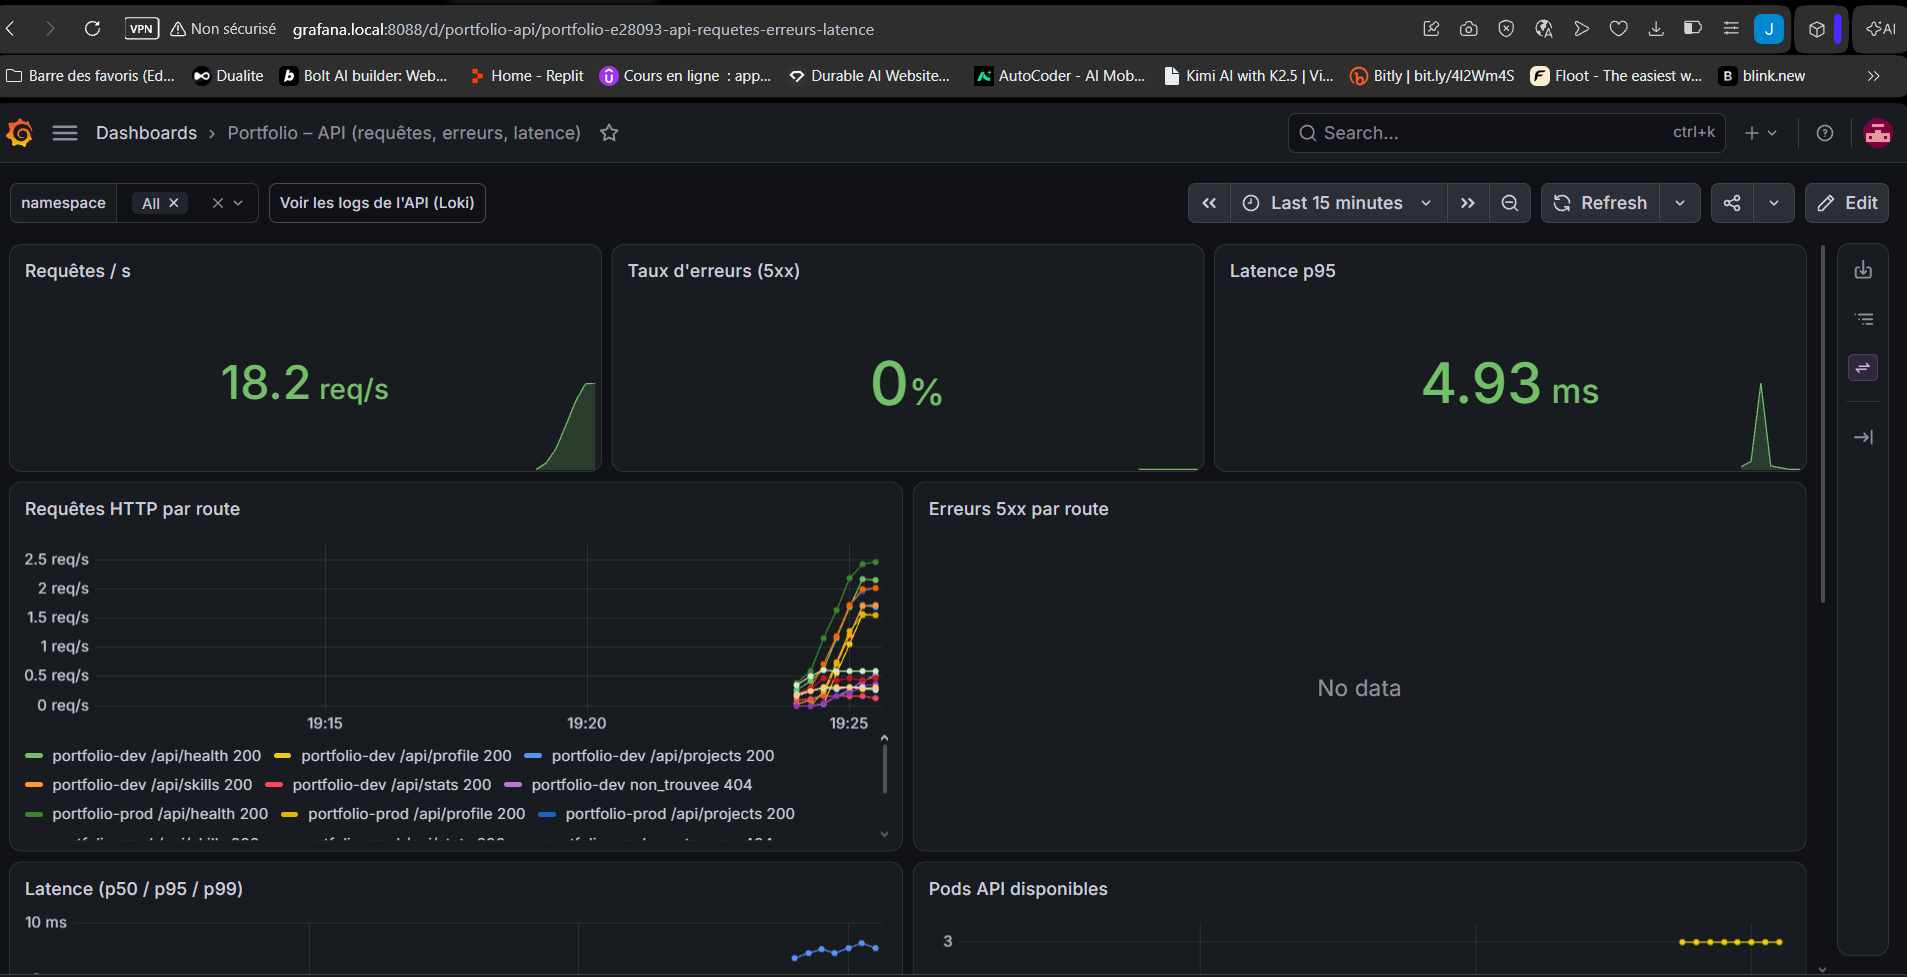 VPN Non sécurisé grafana.local:8088/d/portfolio-api/portfolio-e28093-api-requetes-erreurs-latence J AI
Barre des favoris (Ed... Dualite b Bolt AI builder: Web... Home - Replit Cours en ligne : app... Durable AI Website... AutoCoder - AI Mob... Kimi AI with K2.5 | Vi... Bitly | bit.ly/4l2Wm4S Floot - The easiest w... B blink.new
Dashboards › Portfolio – API (requêtes, erreurs, latence) Search... ctrl+k
namespace All Voir les logs de l'API (Loki) Last 15 minutes Refresh Edit
Requêtes / s Taux d'erreurs (5xx) Latence p95
18.2 req/s 0% 4.93 ms
Requêtes HTTP par route Erreurs 5xx par route
2.5 req/s
2 req/s
1.5 req/s
1 req/s
0.5 req/s
0 req/s
No data
19:15 19:20 19:25
portfolio-dev /api/health 200 portfolio-dev /api/profile 200 portfolio-dev /api/projects 200
portfolio-dev /api/skills 200 portfolio-dev /api/stats 200 portfolio-dev non_trouvee 404
portfolio-prod /api/health 200 portfolio-prod /api/profile 200 portfolio-prod /api/projects 200
Latence (p50 / p95 / p99) Pods API disponibles
10 ms
3